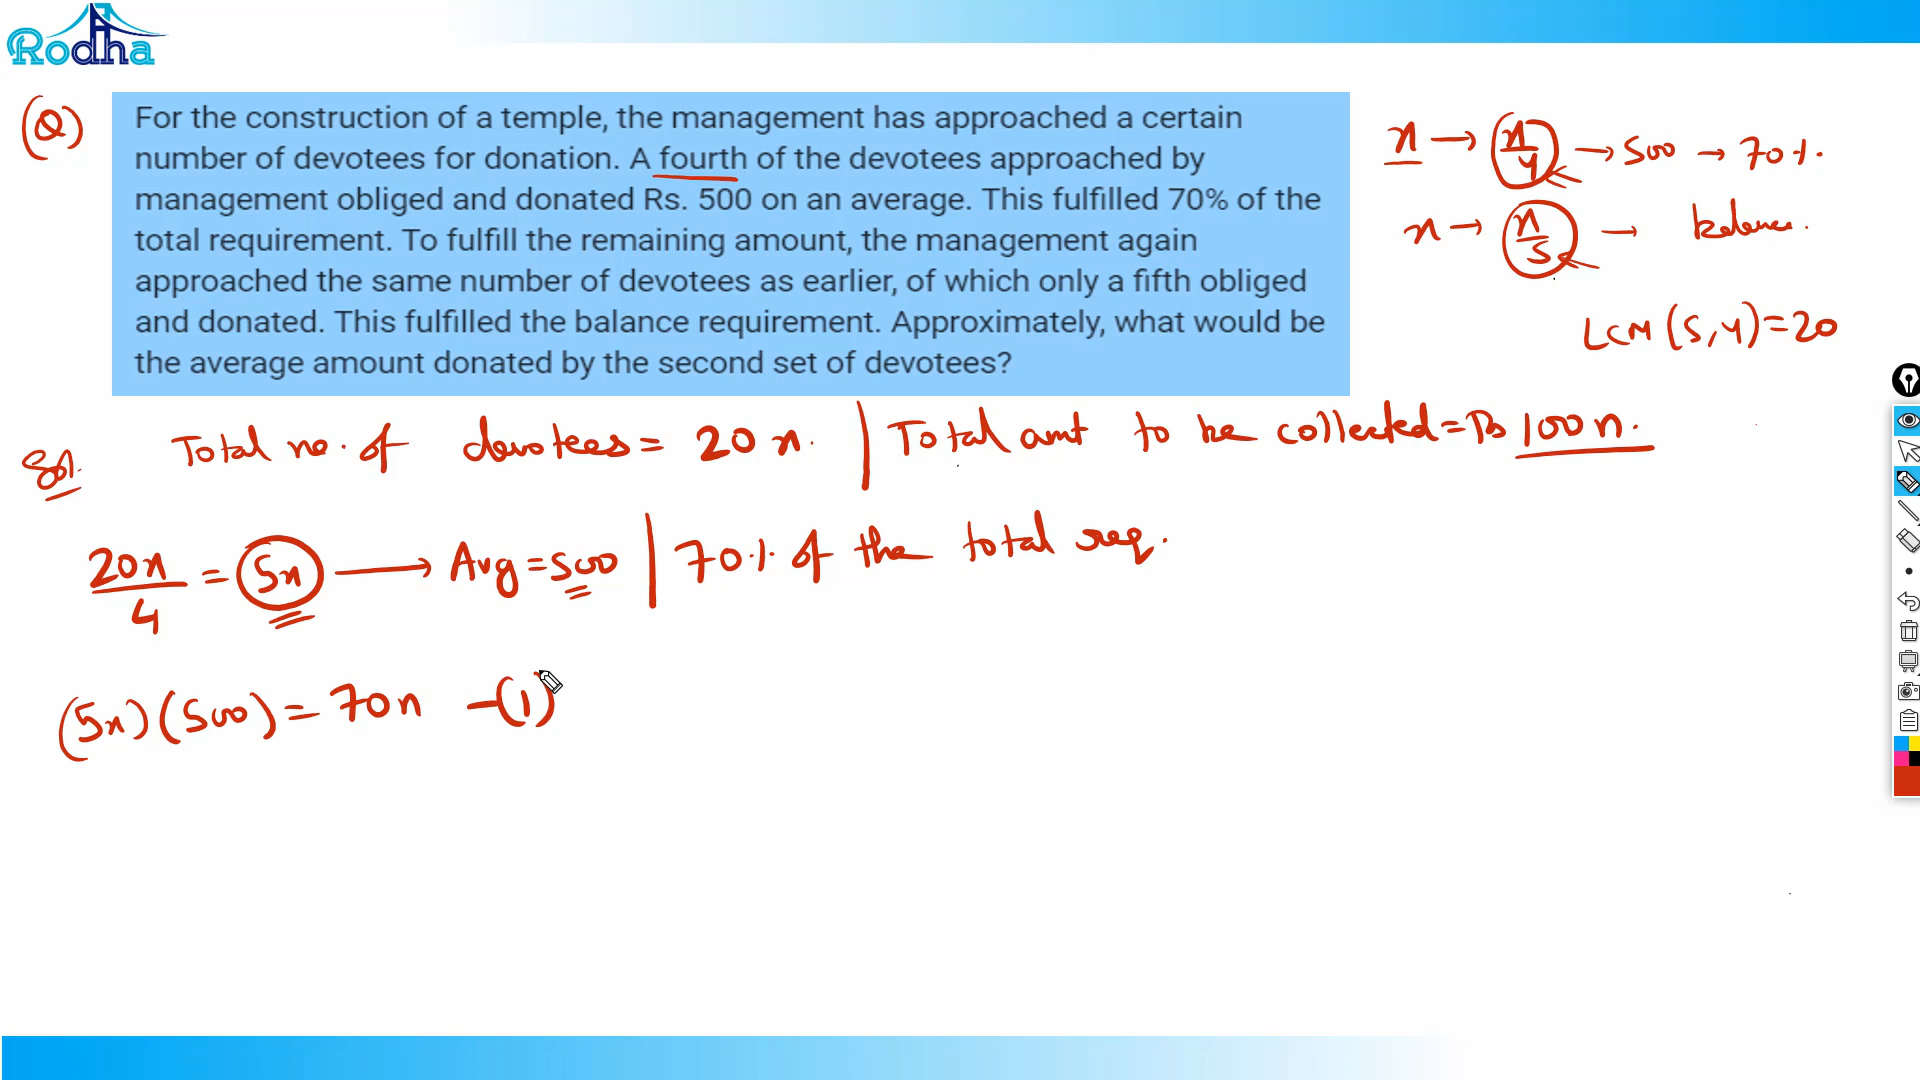 Rodha
(Q)
For the construction of a temple, the management has approached a certain
number of devotees for donation. A fourth of the devotees approached by
management obliged and donated Rs. 500 on an average. This fulfilled 70% of the
total requirement. To fulfill the remaining amount, the management again
approached the same number of devotees as earlier, of which only a fifth obliged
and donated. This fulfilled the balance requirement. Approximately, what would be
the average amount donated by the second set of devotees?
x → x/4 → 500 → 70%.
x → x/5 → balance.
LCM (5,4) = 20
Sol.
Total no. of devotees = 20x. | Total amt to be collected = Rs 100n.
20x/4 = 5x → Avg = 500 | 70% of the total req.
(5x)(500) = 70n -(1)